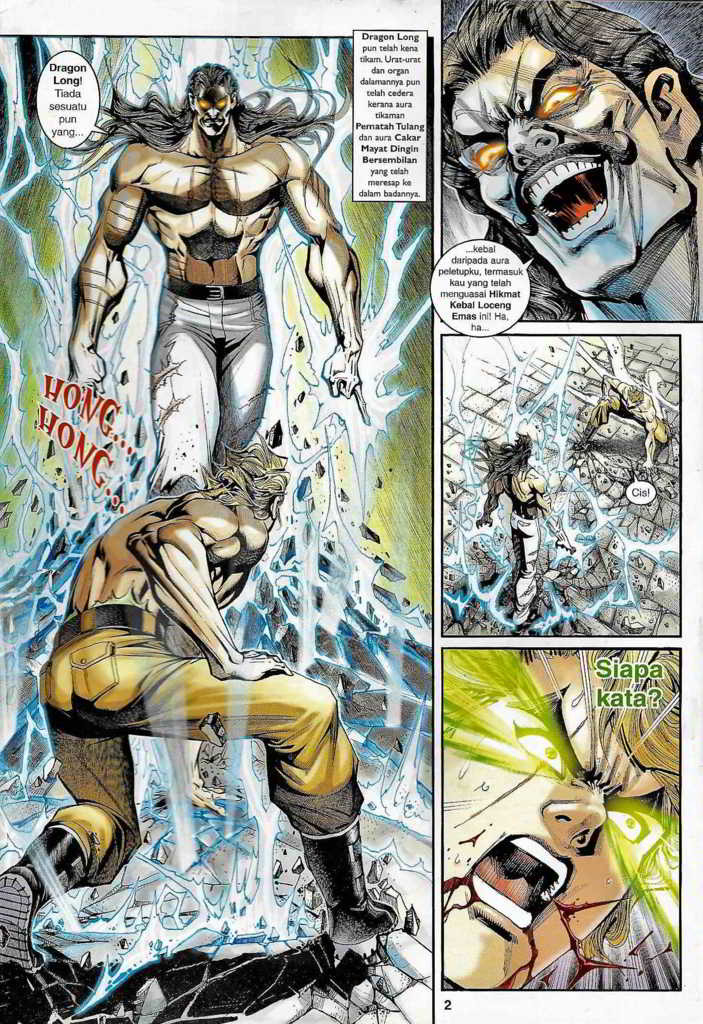 Dragon
Long!
Tiada
sesuatu
pun
yang...
Dragon Long
pun telah kena
tikam. Urat-urat
dan organ
dalamannya pun
telah cedera
kerana aura
tikaman
Pematah Tulang
dan aura Cakar
Mayat Dingin
Bersembilan
yang telah
meresap ke
dalam badannya.
HONG...
HONG...
...kebal
daripada aura
peletupku, termasuk
kau yang telah
menguasai Hikmat
Kebal Loceng
Emas ini! Ha,
ha...
Cis!
Siapa
kata?
2